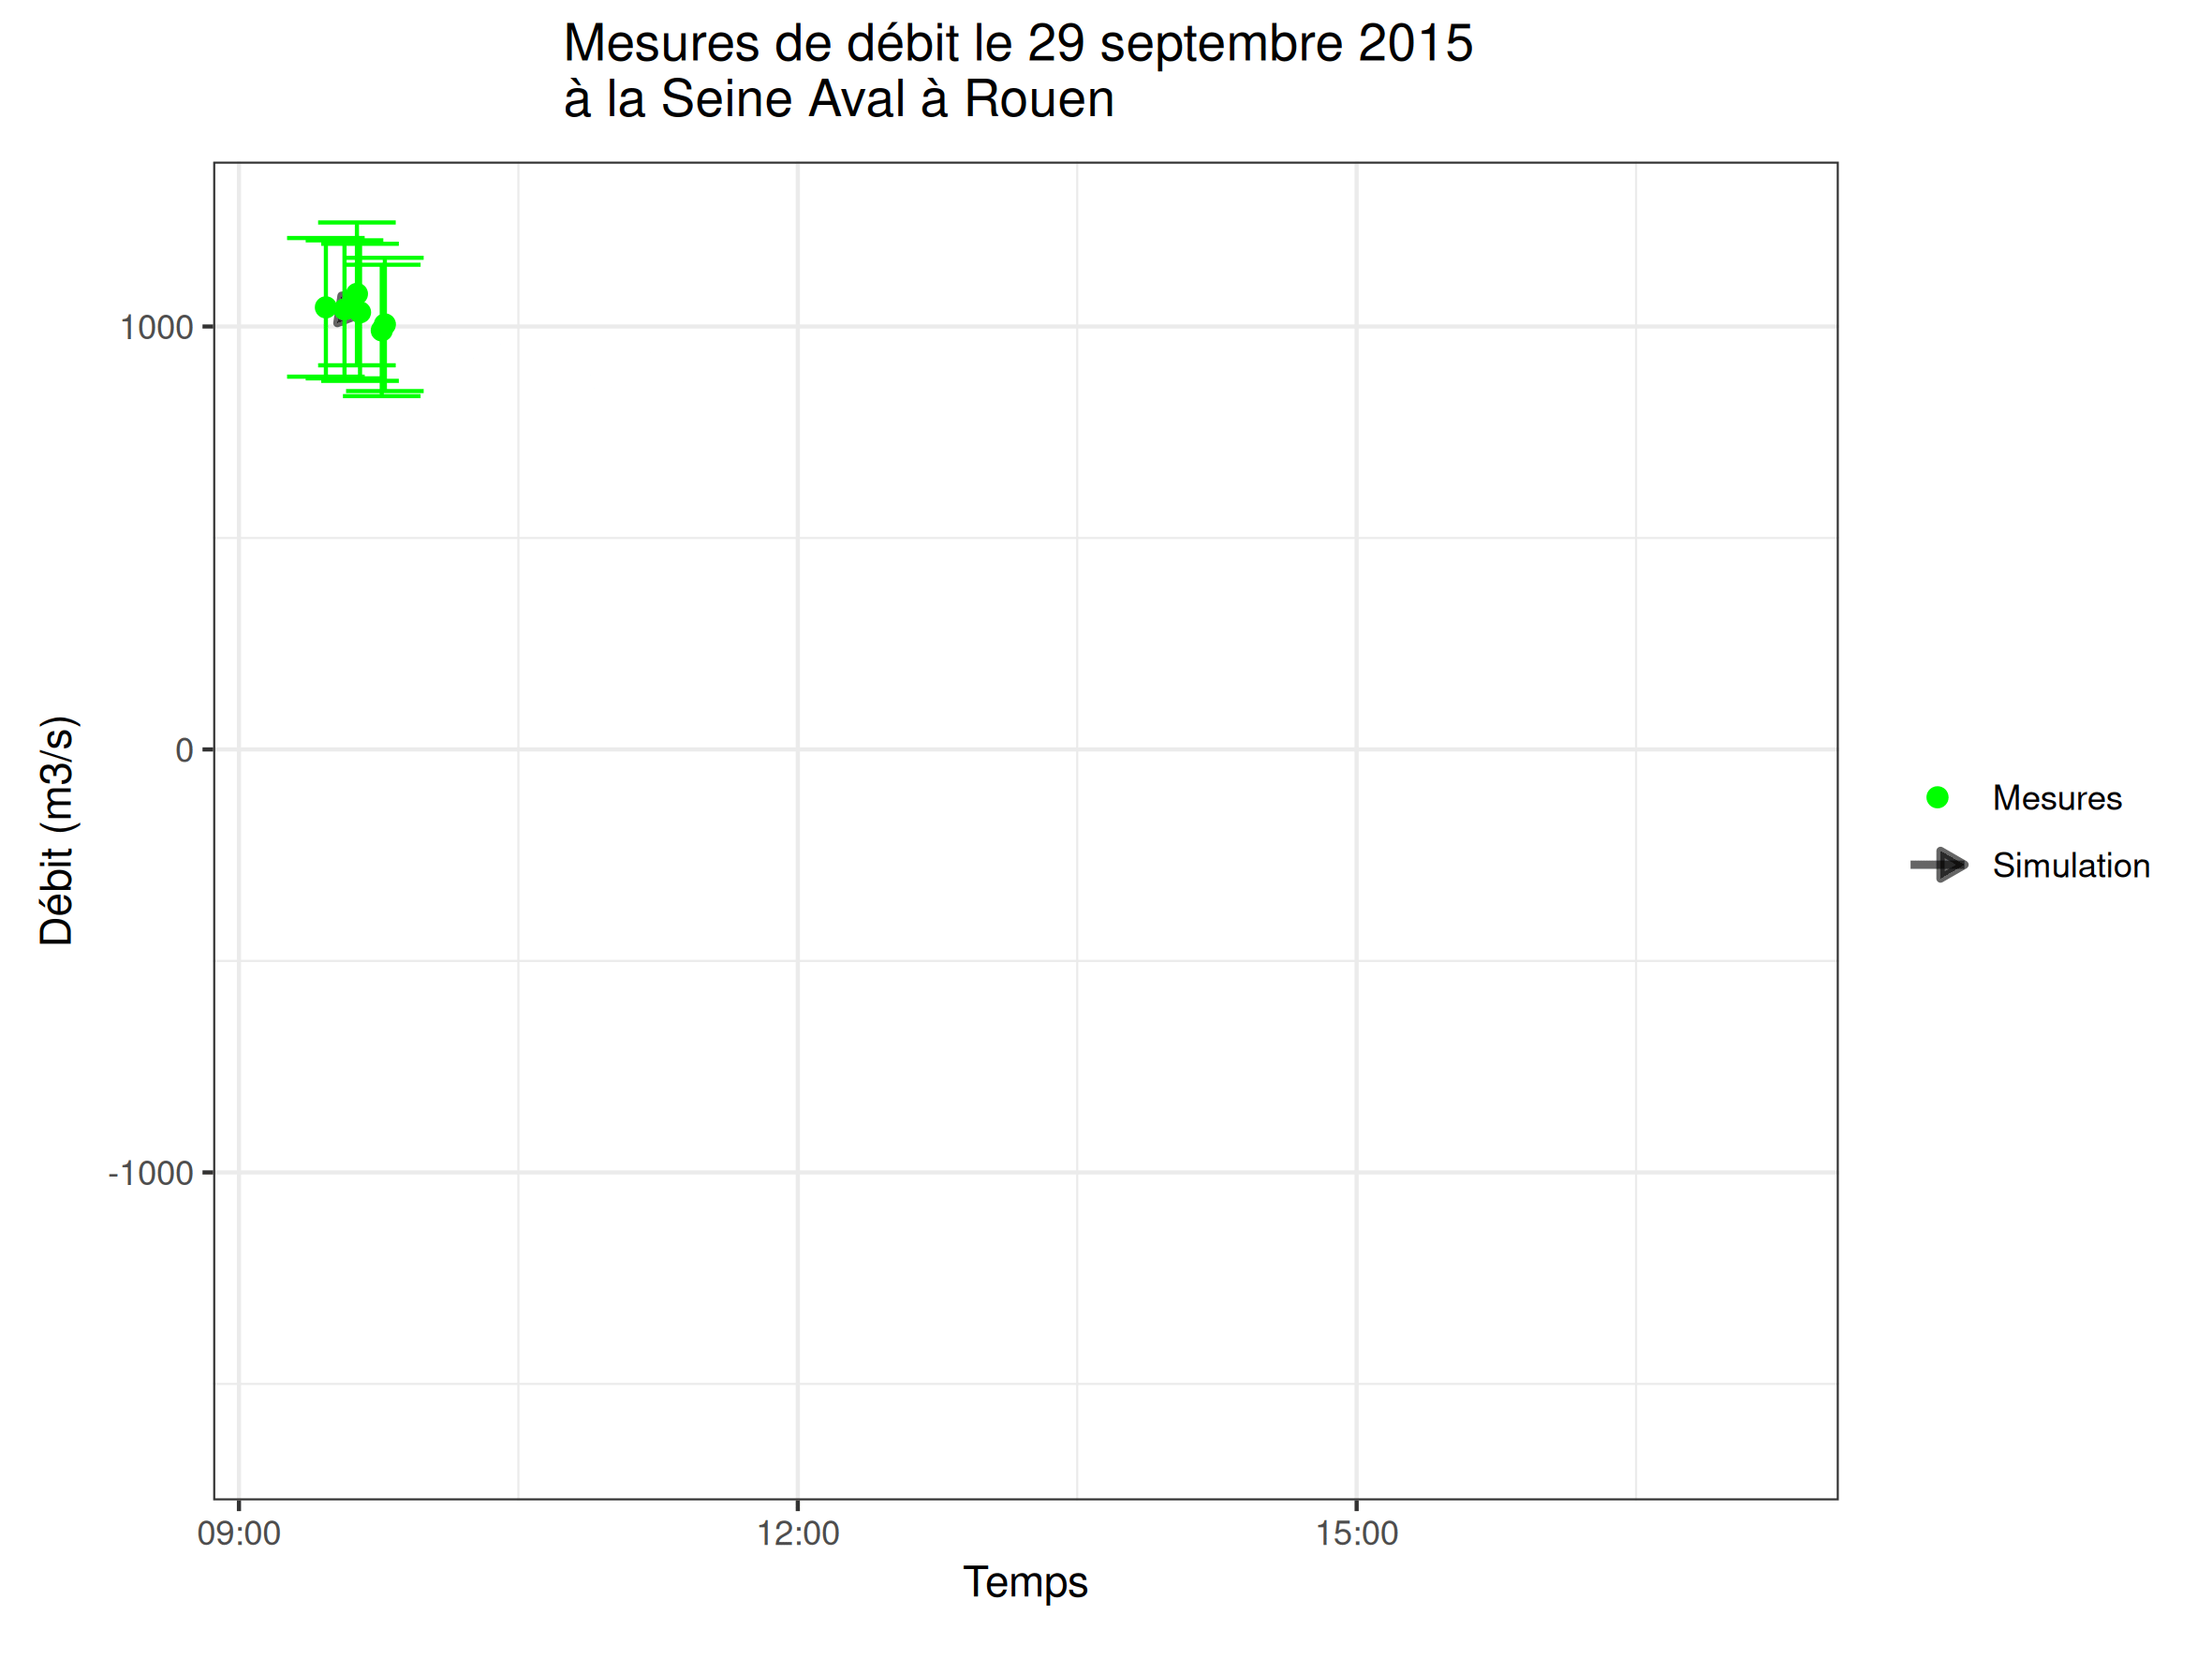 Mesures de débit le 29 septembre 2015
à la Seine Aval à Rouen
Débit (m3/s)
1000
0
-1000
09:00
12:00
15:00
Temps
Mesures
Simulation